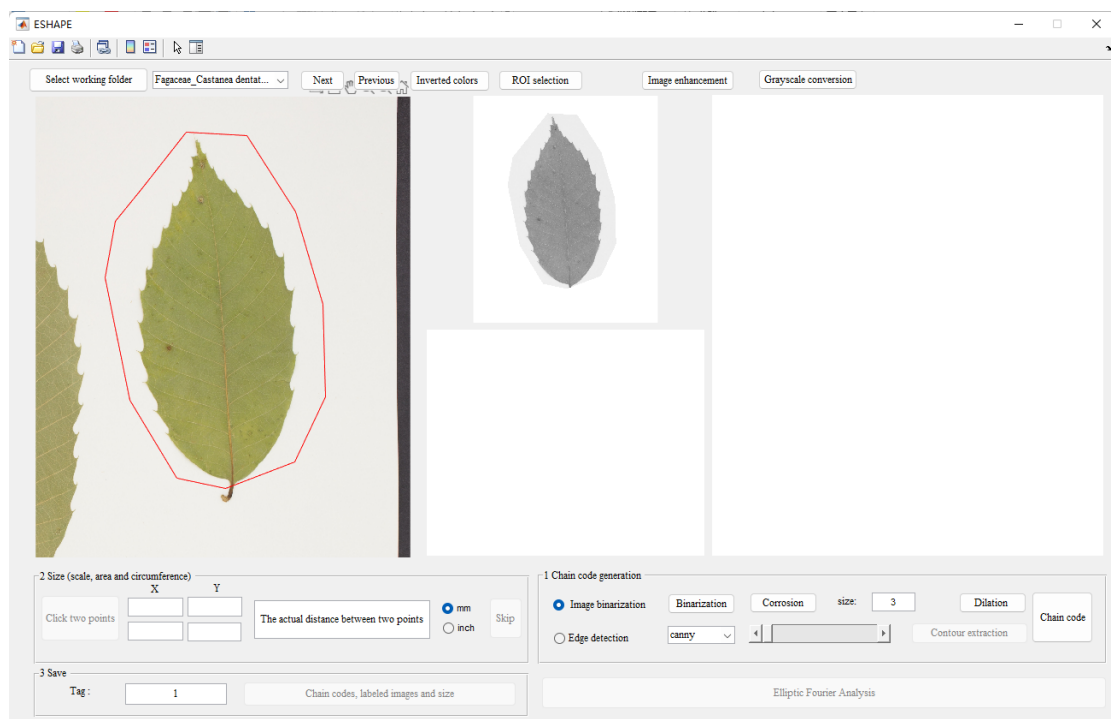 ESHAPE
Select working folder
Fagaceae_Castanea dentat...
Next
Previous
Inverted colors
ROI selection
Image enhancement
Grayscale conversion
2 Size (scale, area and circumference)
X Y
Click two points
The actual distance between two points
mm
inch
Skip
1 Chain code generation
Image binarization
Binarization
Corrosion
size:
3
Dilation
Chain code
Edge detection
canny
Contour extraction
3 Save
Tag :
1
Chain codes, labeled images and size
Elliptic Fourier Analysis